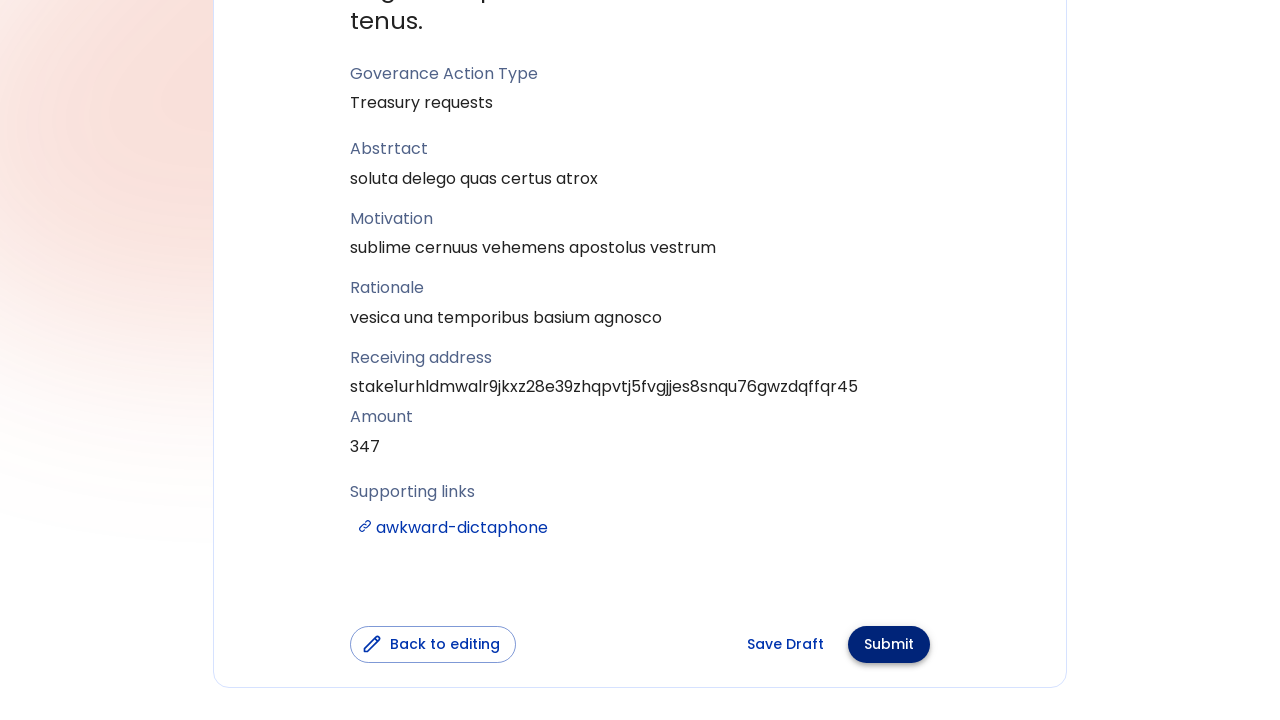 tenus.
Goverance Action Type
Treasury requests
Abstrtact
soluta delego quas certus atrox
Motivation
sublime cernuus vehemens apostolus vestrum
Rationale
vesica una temporibus basium agnosco
Receiving address
stake1urhldmwalr9jkxz28e39zhqpvtj5fvgjjes8snqu76gwzdqffqr45
Amount
347
Supporting links
awkward-dictaphone
Back to editing
Save Draft
Submit